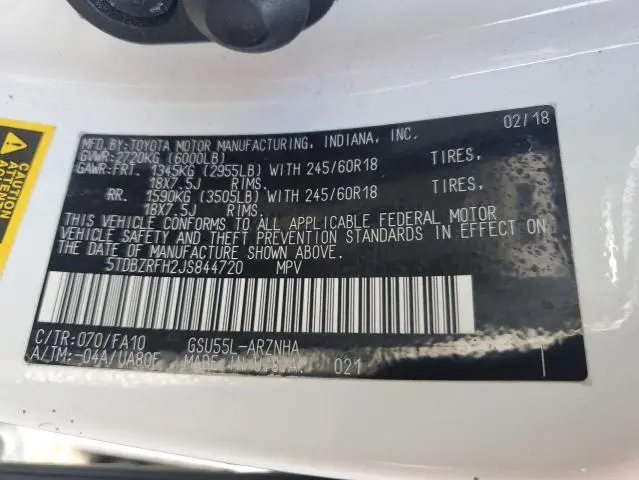 CAUTION
ATTENTION
MFD.BY:TOYOTA MOTOR MANUFACTURING, INDIANA, INC. 02/18
GVWR:2720KG (6000LB)
GAWR:FRT. 1345KG (2955LB) WITH 245/60R18 TIRES,
18X7.5J RIMS.
RR. 1590KG (3505LB) WITH 245/60R18 TIRES,
18X7.5J RIMS.
THIS VEHICLE CONFORMS TO ALL APPLICABLE FEDERAL MOTOR
VEHICLE SAFETY AND THEFT PREVENTION STANDARDS IN EFFECT ON
THE DATE OF MANUFACTURE SHOWN ABOVE.
5TDBZRFH2JS844720 MPV
C/TR:070/FA10 GSU55L-ARZNHA
A/TM:-04A/UA80F MADE IN U.S.A. 021